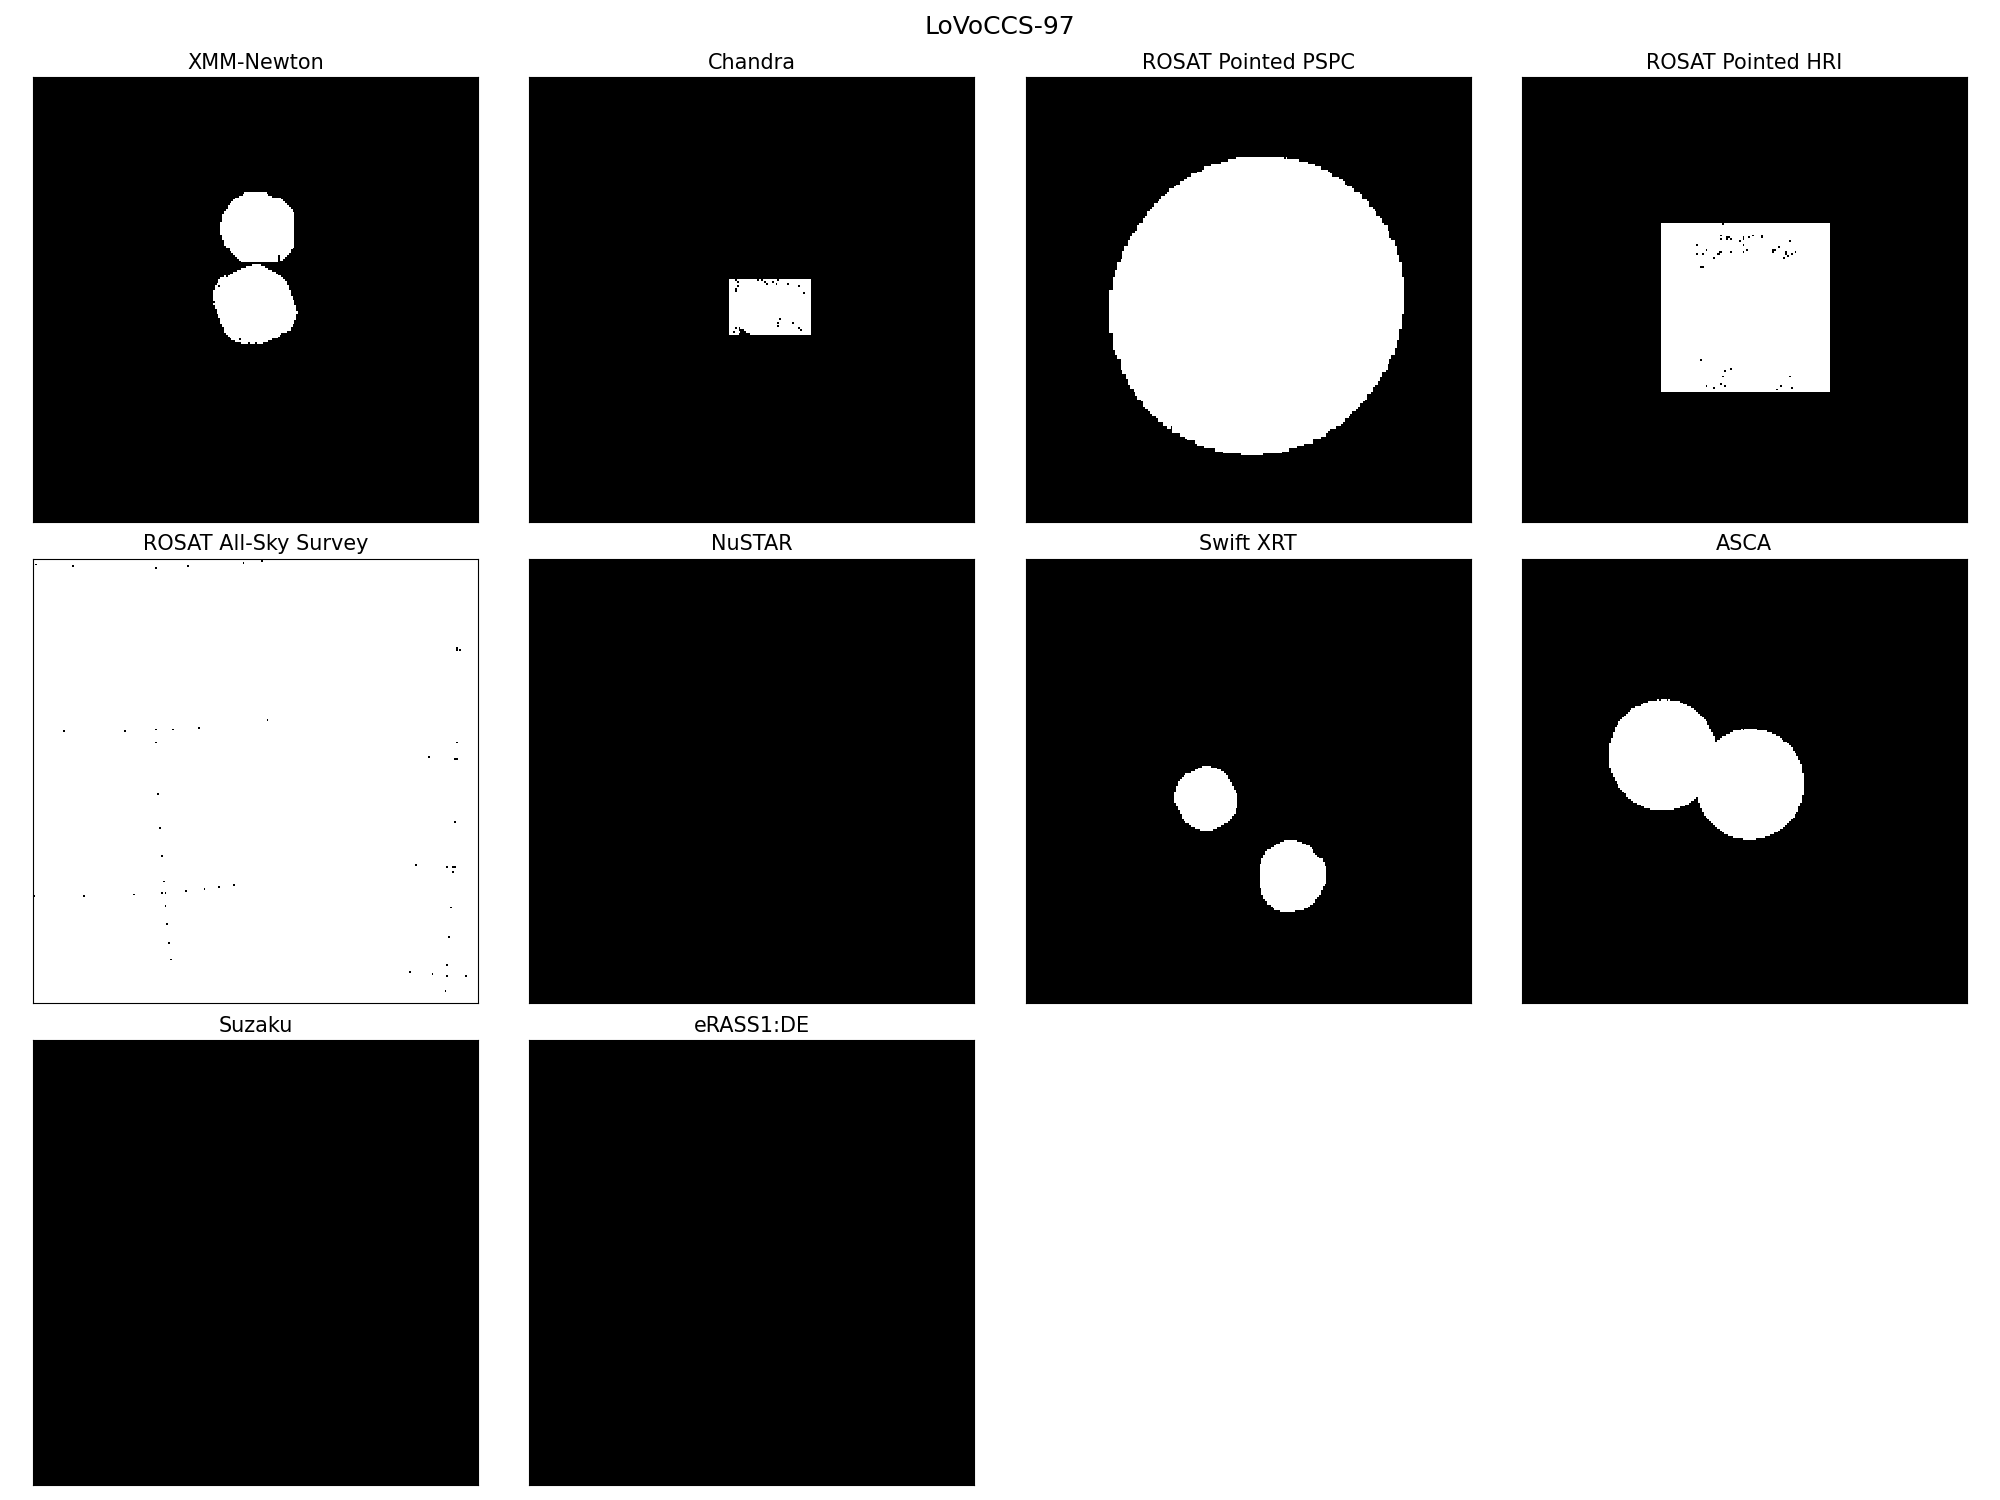 LoVoCCS-97
XMM-Newton
Chandra
ROSAT Pointed PSPC
ROSAT Pointed HRI
ROSAT All-Sky Survey
NuSTAR
Swift XRT
ASCA
Suzaku
eRASS1:DE